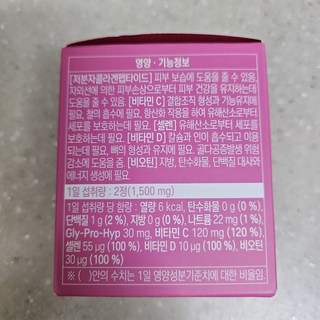 영양·기능정보
[저분자콜라겐펩타이드] 피부 보습에 도움을 줄 수 있음,
자외선에 의한 피부손상으로부터 피부 건강을 유지하는데
도움을 줄 수 있음. [비타민 C] 결합조직 형성과 기능유지에
필요, 철의 흡수에 필요, 항산화 작용을 하여 유해산소로부터
세포를 보호하는데 필요. [셀렌] 유해산소로부터 세포를
보호하는데 필요. [비타민 D] 칼슘과 인이 흡수되고 이용
되는데 필요, 뼈의 형성과 유지에 필요, 골다공증발생 위험
감소에 도움을 줌. [비오틴] 지방, 탄수화물, 단백질 대사와
에너지 생성에 필요.
1일 섭취량 : 2정(1,500 mg)
1일 섭취량 당 함량 : 열량 6 kcal, 탄수화물 0 g (0 %),
단백질 1 g (2 %), 지방 0 g (0 %), 나트륨 22 mg (1 %),
Gly-Pro-Hyp 30 mg, 비타민 C 120 mg (120 %),
셀렌 55 μg (100 %), 비타민 D 10 μg (100 %), 비오틴
30 μg (100 %)
※ ( )안의 수치는 1일 영양성분기준치에 대한 비율임.